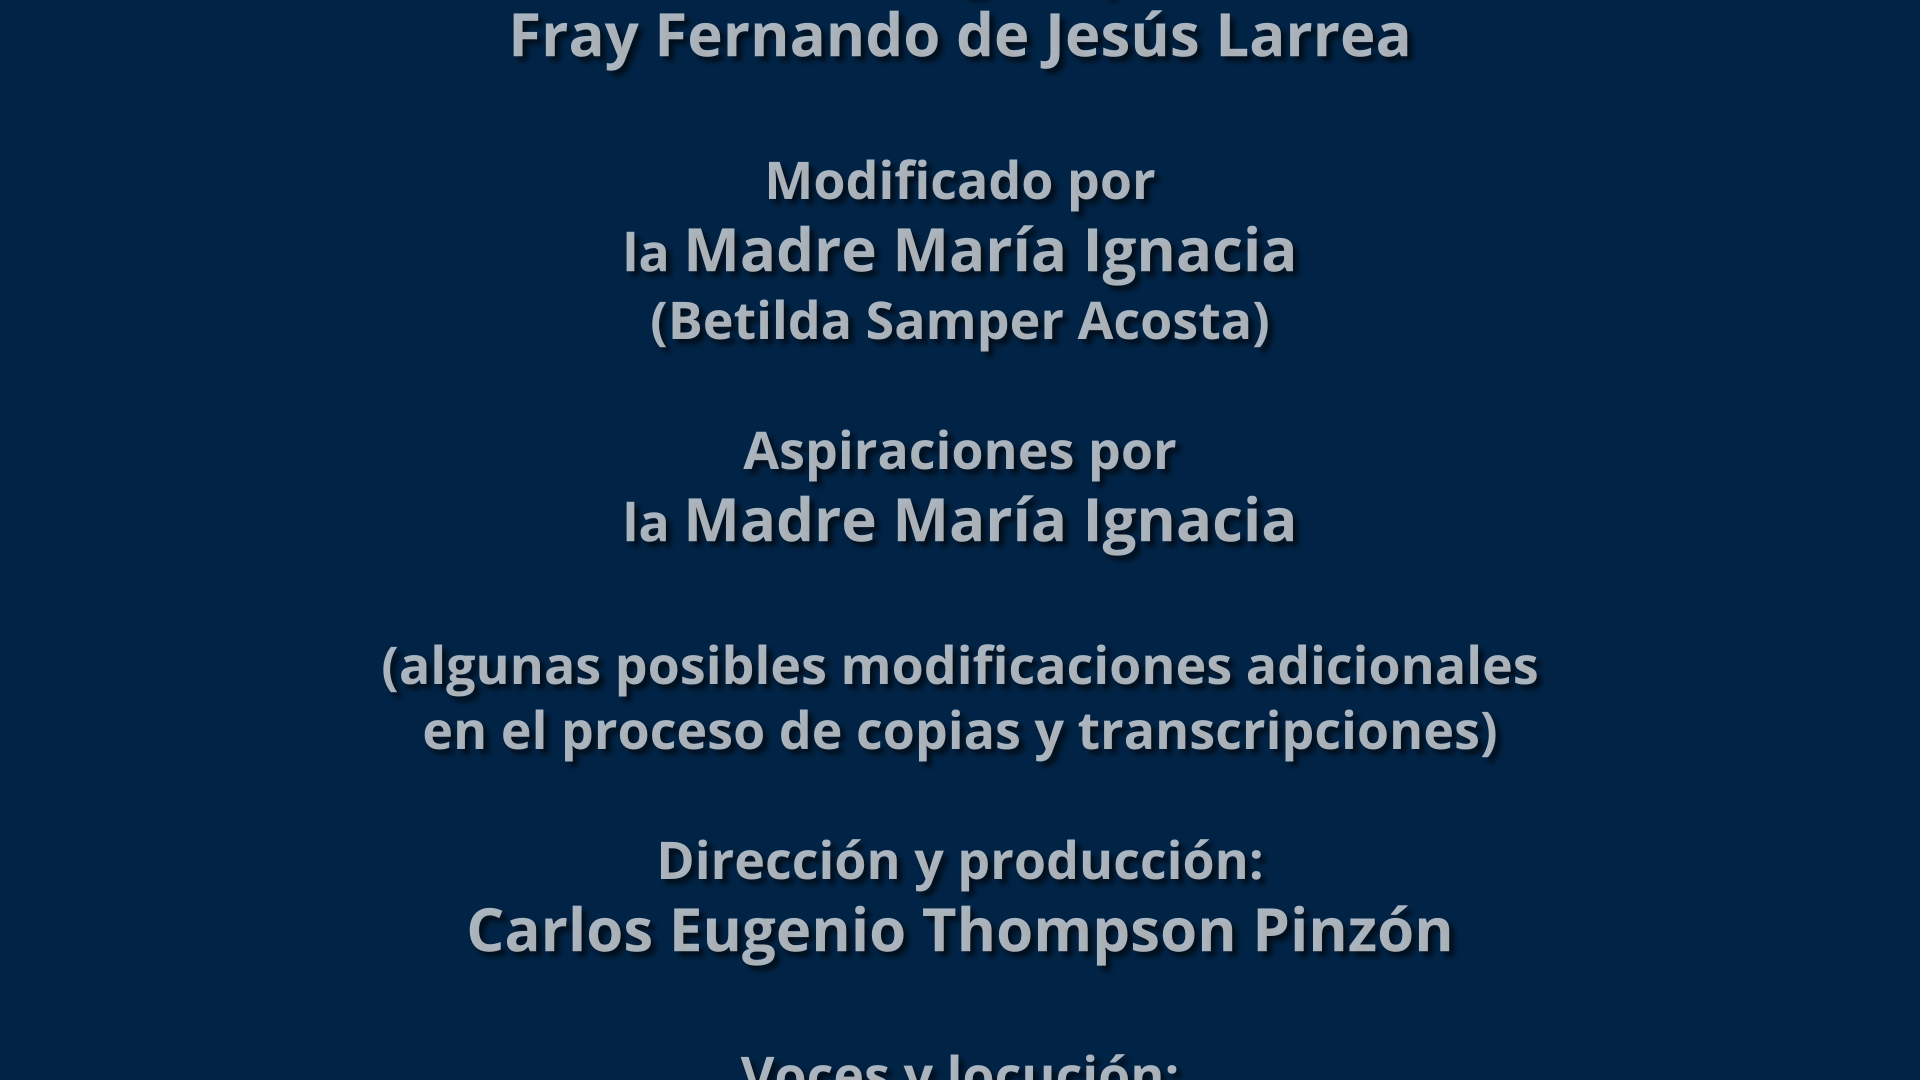 Fray Fernando de Jesús Larrea
Modificado por
la Madre María Ignacia
(Betilda Samper Acosta)
Aspiraciones por
la Madre María Ignacia
(algunas posibles modificaciones adicionales
en el proceso de copias y transcripciones)
Dirección y producción:
Carlos Eugenio Thompson Pinzón
Voces y locución: